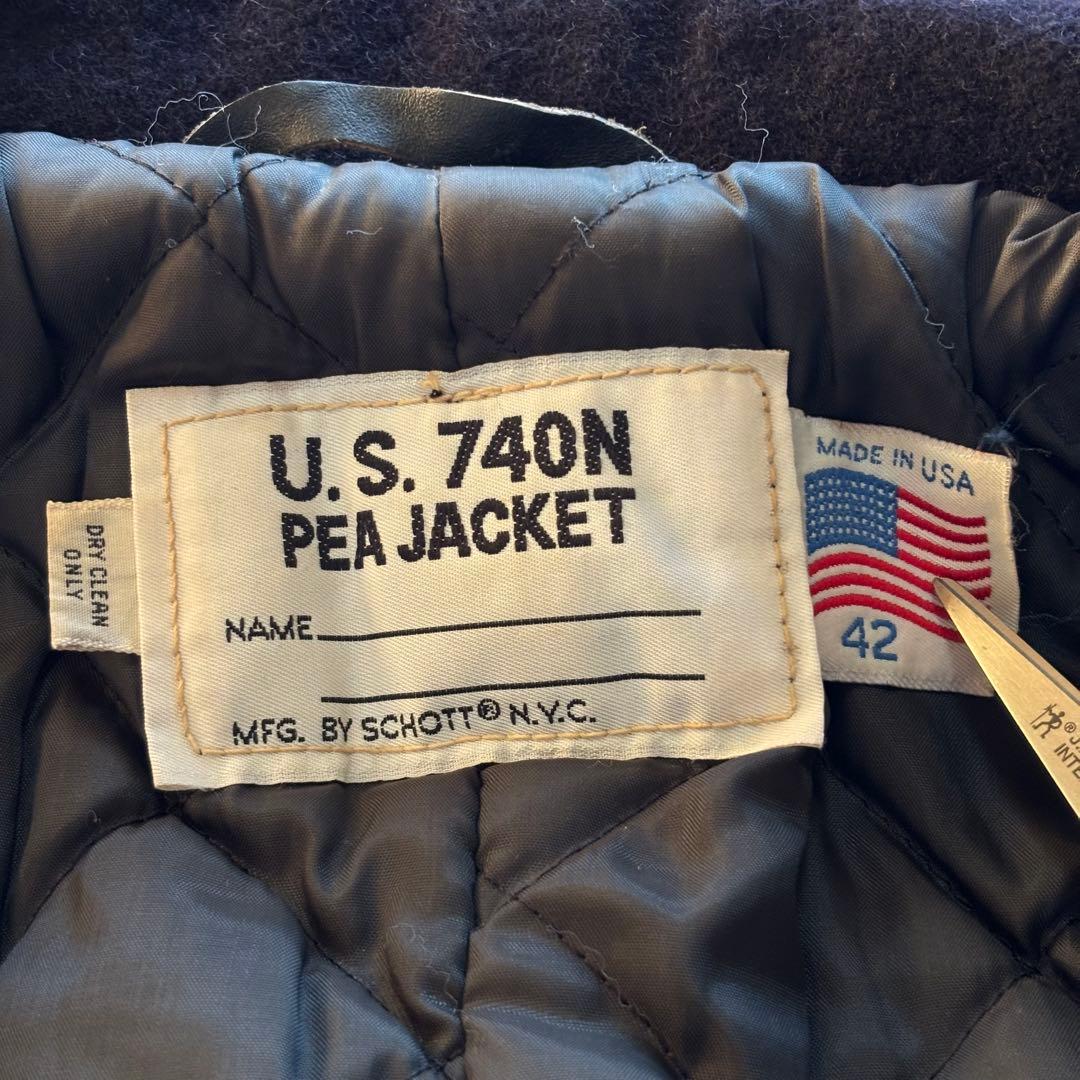 U.S. 740N
PEA JACKET
NAME
MFG. BY SCHOTT® N.Y.C.
DRY CLEAN
ONLY
MADE IN USA
42